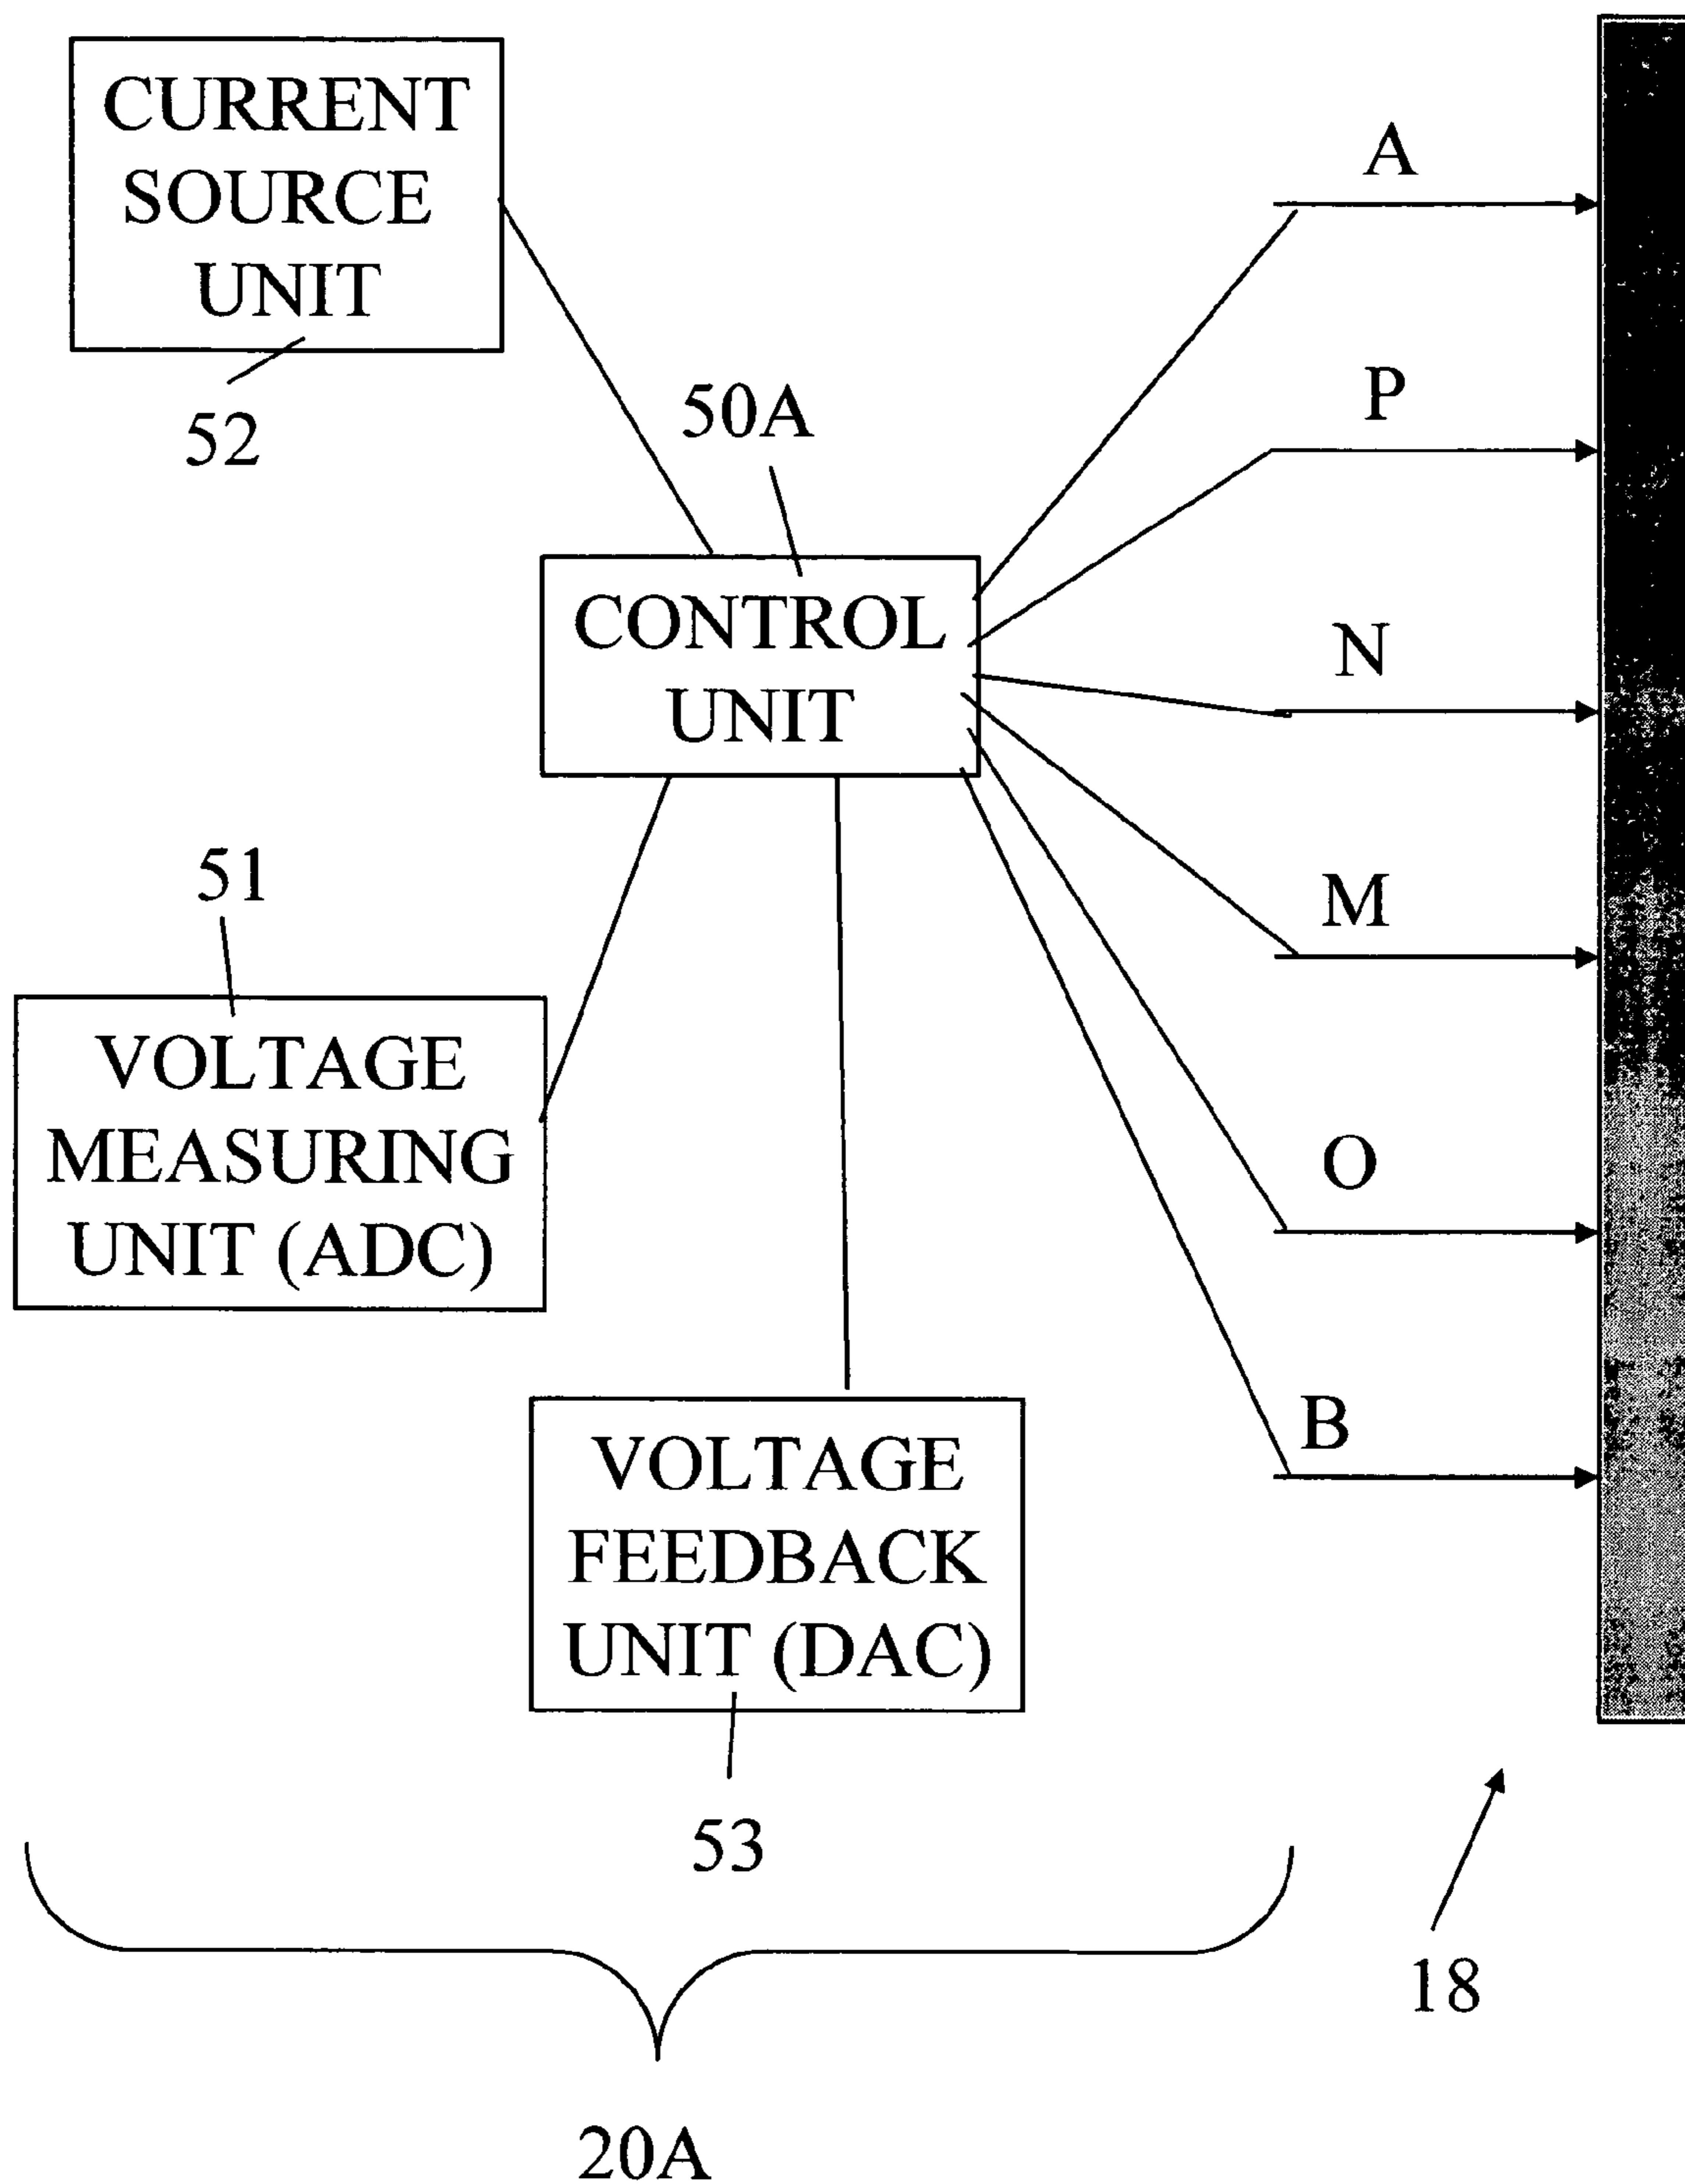 CURRENT
SOURCE
UNIT
52
A
P
50A
CONTROL
UNIT
N
M
51
VOLTAGE
MEASURING
UNIT (ADC)
O
B
VOLTAGE
FEEDBACK
UNIT (DAC)
53
18
20A